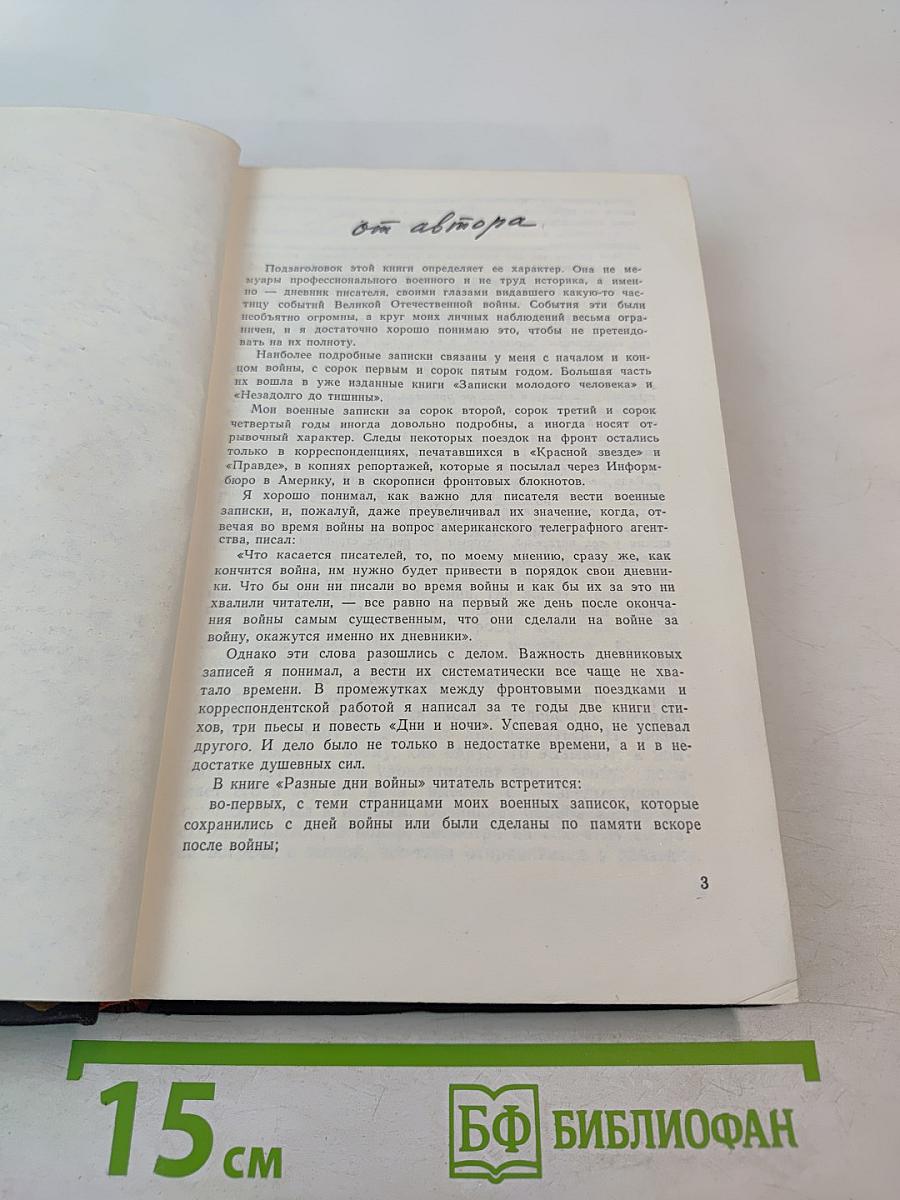 от автора
Подзаголовок этой книги определяет ее характер. Она не ме-
муары профессионального военного и не труд историка, а имен-
но — дневник писателя, своими глазами видавшего какую-то час-
тицу событий Великой Отечественной войны. События эти были
необъятно огромны, а круг моих личных наблюдений весьма огра-
ничен, и я достаточно хорошо понимаю это, чтобы не претендо-
вать на их полноту.
Наиболее подробные записки связаны у меня с началом и кон-
цом войны, с сорок первым и сорок пятым годом. Большая часть
их вошла в уже изданные книги «Записки молодого человека» и
«Незадолго до тишины».
Мои военные записки за сорок второй, сорок третий и сорок
четвертый годы иногда довольно подробны, а иногда носят от-
рывочный характер. Следы некоторых поездок на фронт остались
только в корреспонденциях, печатавшихся в «Красной звезде» и
«Правде», в копиях репортажей, которые я посылал через Информ-
бюро в Америку, и в скорописи фронтовых блокнотов.
Я хорошо понимал, как важно для писателя вести военные
записки, и, пожалуй, даже преувеличивал их значение, когда, от-
вечая во время войны на вопрос американского телеграфного агент-
ства, писал:
«Что касается писателей, то, по моему мнению, сразу же, как
кончится война, им нужно будет привести в порядок свои дневни-
ки. Что бы они ни писали во время войны и как бы их за это ни
хвалили читатели, — все равно на первый же день после оконча-
ния войны самым существенным, что они сделали на войне за
войну, окажутся именно их дневники».
Однако эти слова разошлись с делом. Важность дневниковых
записей я понимал, а вести их систематически все чаще не хва-
тало времени. В промежутках между фронтовыми поездками и
корреспондентской работой я написал за те годы две книги сти-
хов, три пьесы и повесть «Дни и ночи». Успевая одно, не успевал
другого. И дело было не только в недостатке времени, а и в не-
достатке душевных сил.
В книге «Разные дни войны» читатель встретится:
во-первых, с теми страницами моих военных записок, которые
сохранились с дней войны или были сделаны по памяти вскоре
после войны;
3
15 см
БФ БИБЛИОФАН